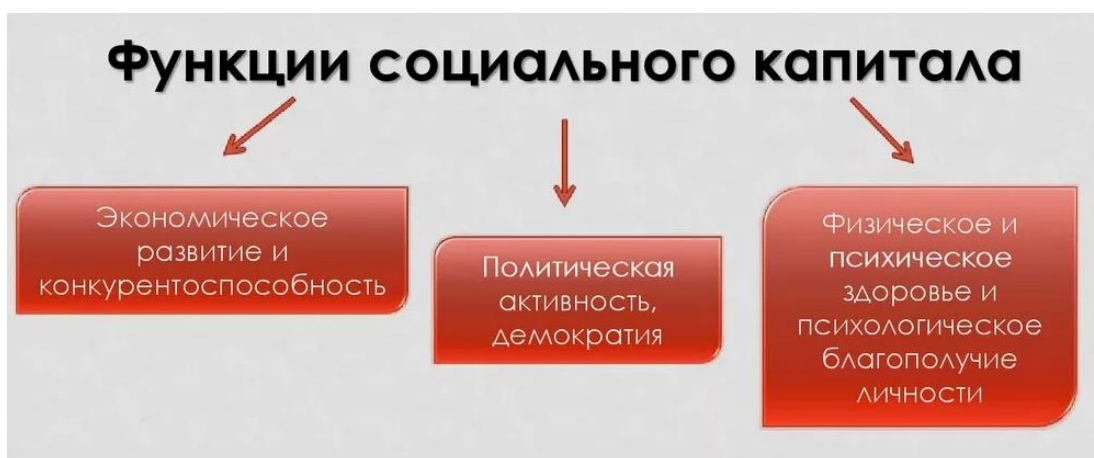 Функции социального капитала
Экономическое
развитие и
конкурентоспособность
Политическая
активность,
демократия
Физическое и
психическое
здоровье и
психологическое
благополучие
личности